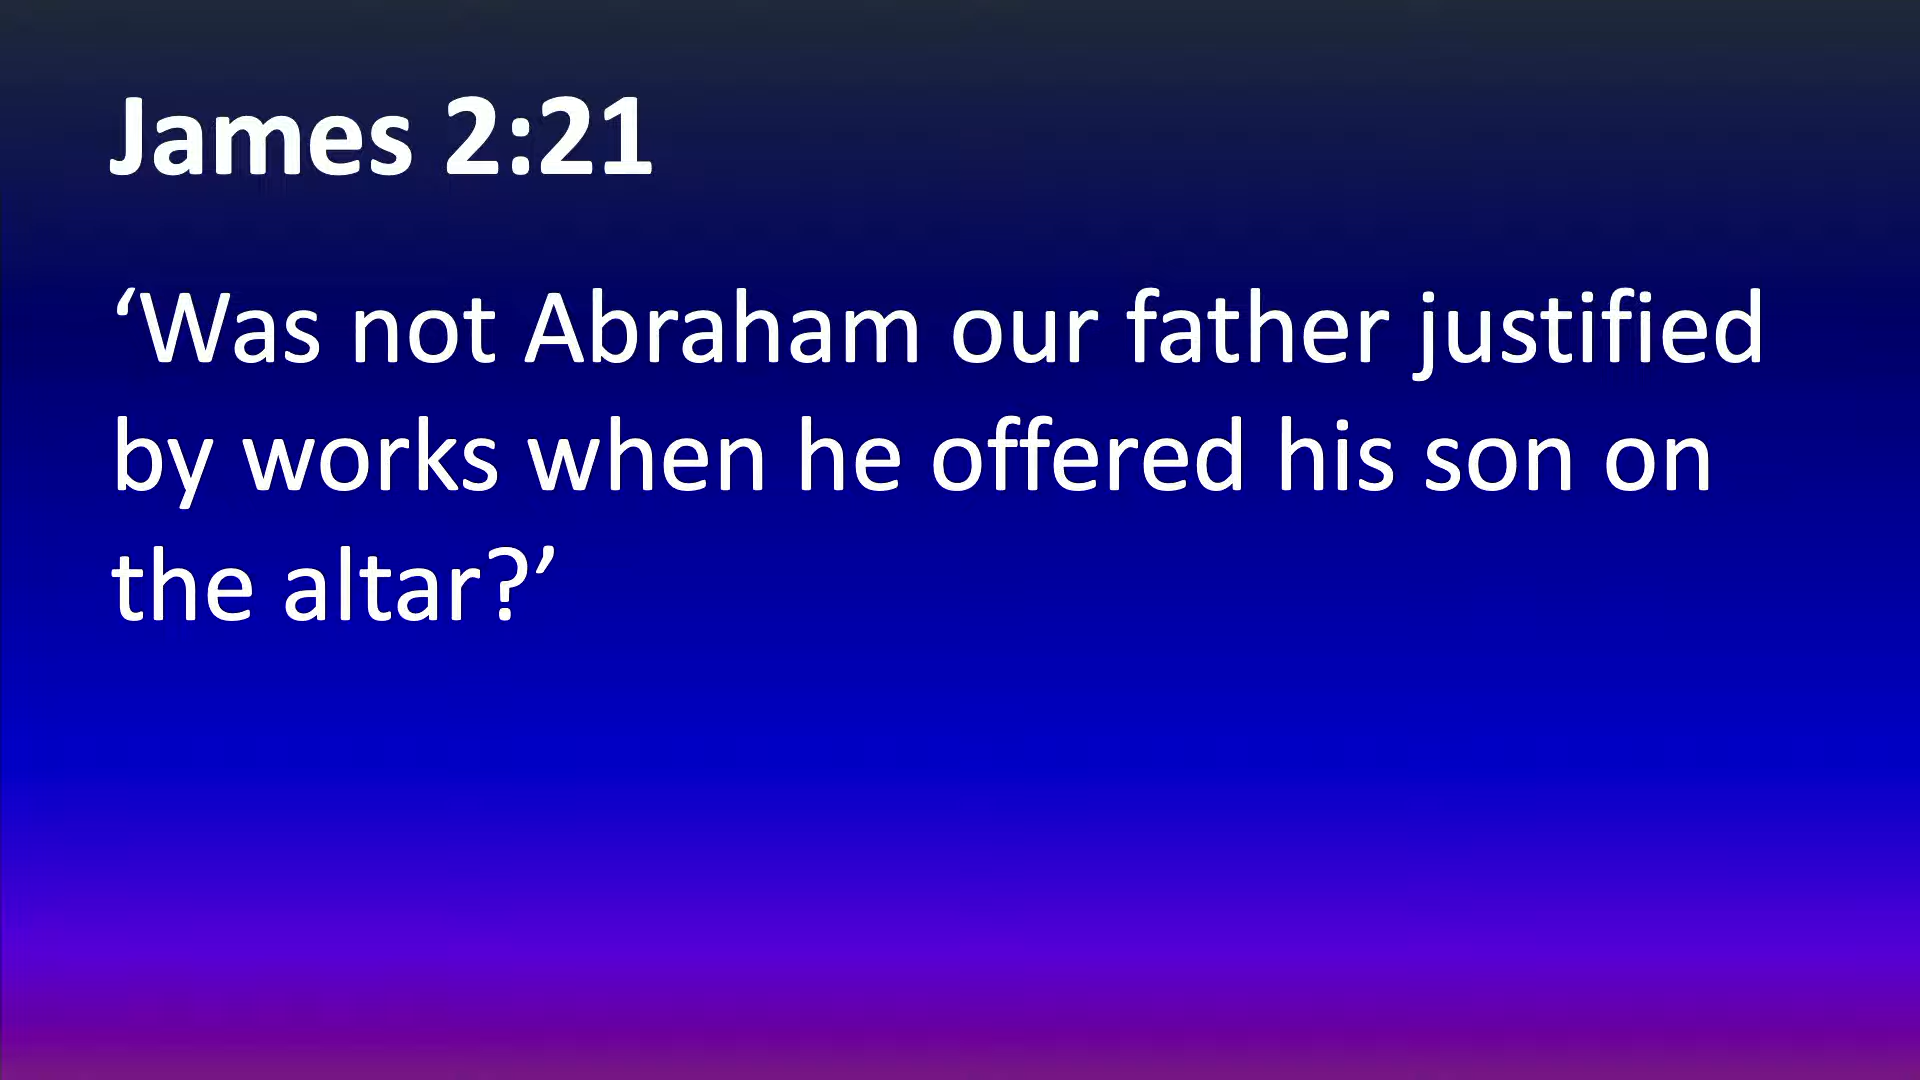 James 2:21
‘Was not Abraham our father justified
by works when he offered his son on
the altar?’